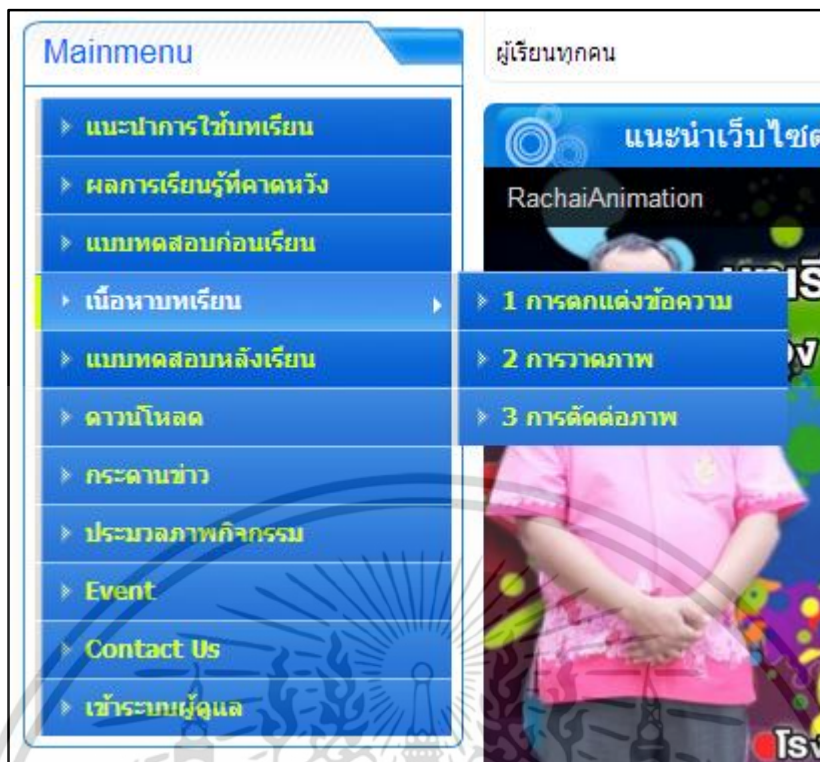 Mainmenu
แนะนำการใช้บทเรียน
ผลการเรียนรู้ที่คาดหวัง
แบบทดสอบก่อนเรียน
เนื้อหาบทเรียน
1 การตกแต่งข้อความ
2 การวาดภาพ
3 การตัดต่อภาพ
แบบทดสอบหลังเรียน
ดาวน์โหลด
กระดานข่าว
ประมวลภาพกิจกรรม
Event
Contact Us
เข้าระบบผู้ดูแล
ผู้เรียนทุกคน
แนะนำเว็บไซต
RachaiAnimation